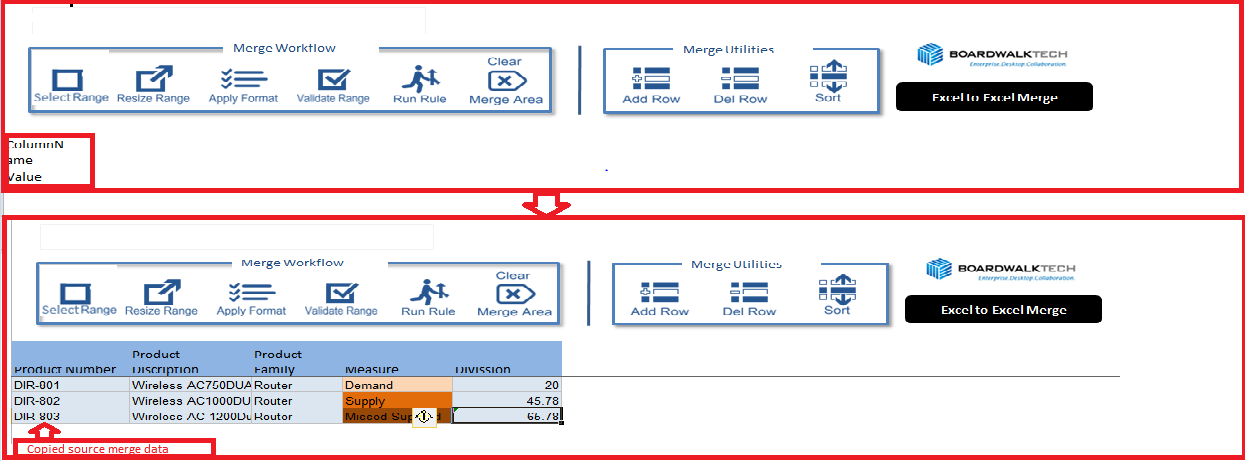 Merge Workflow
Merge Utilities
Select Range Resize Range Apply Format Validate Range Run Rule Clear Merge Area
Add Row Del Row Sort
BOARDWALKTECH
Enterprise.Desktop.Collaboration.
Excel to Excel Merge
ColumnN
ame
Value
Merge Workflow
Merge Utilities
Select Range Resize Range Apply Format Validate Range Run Rule Clear Merge Area
Add Row Del Row Sort
BOARDWALKTECH
Enterprise.Desktop.Collaboration.
Excel to Excel Merge
Product Number Product Discription Product Family Measure Divission
DIR-801 Wireless AC750DUA Router Demand 20
DIR-802 Wireless AC1000DU Router Supply 45.78
DIR-803 Wireless AC 1200Du Router 66.78
Copied source merge data